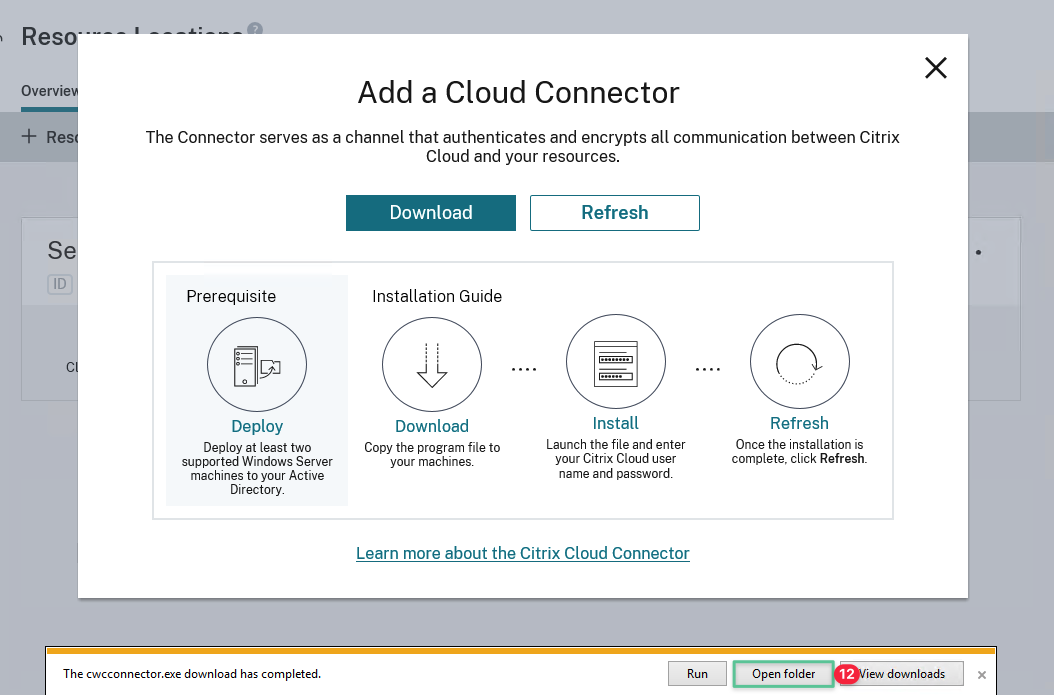 Resource Locations ?
Overview
+ Reso
Se
ID
Cl
Add a Cloud Connector
The Connector serves as a channel that authenticates and encrypts all communication between Citrix
Cloud and your resources.
Download Refresh
Prerequisite
Installation Guide
Deploy
Deploy at least two
supported Windows Server
machines to your Active
Directory.
Download
Copy the program file to
your machines.
Install
Launch the file and enter
your Citrix Cloud user
name and password.
Refresh
Once the installation is
complete, click Refresh.
Learn more about the Citrix Cloud Connector
The cwcconnector.exe download has completed.
Run
Open folder
12
View downloads
×